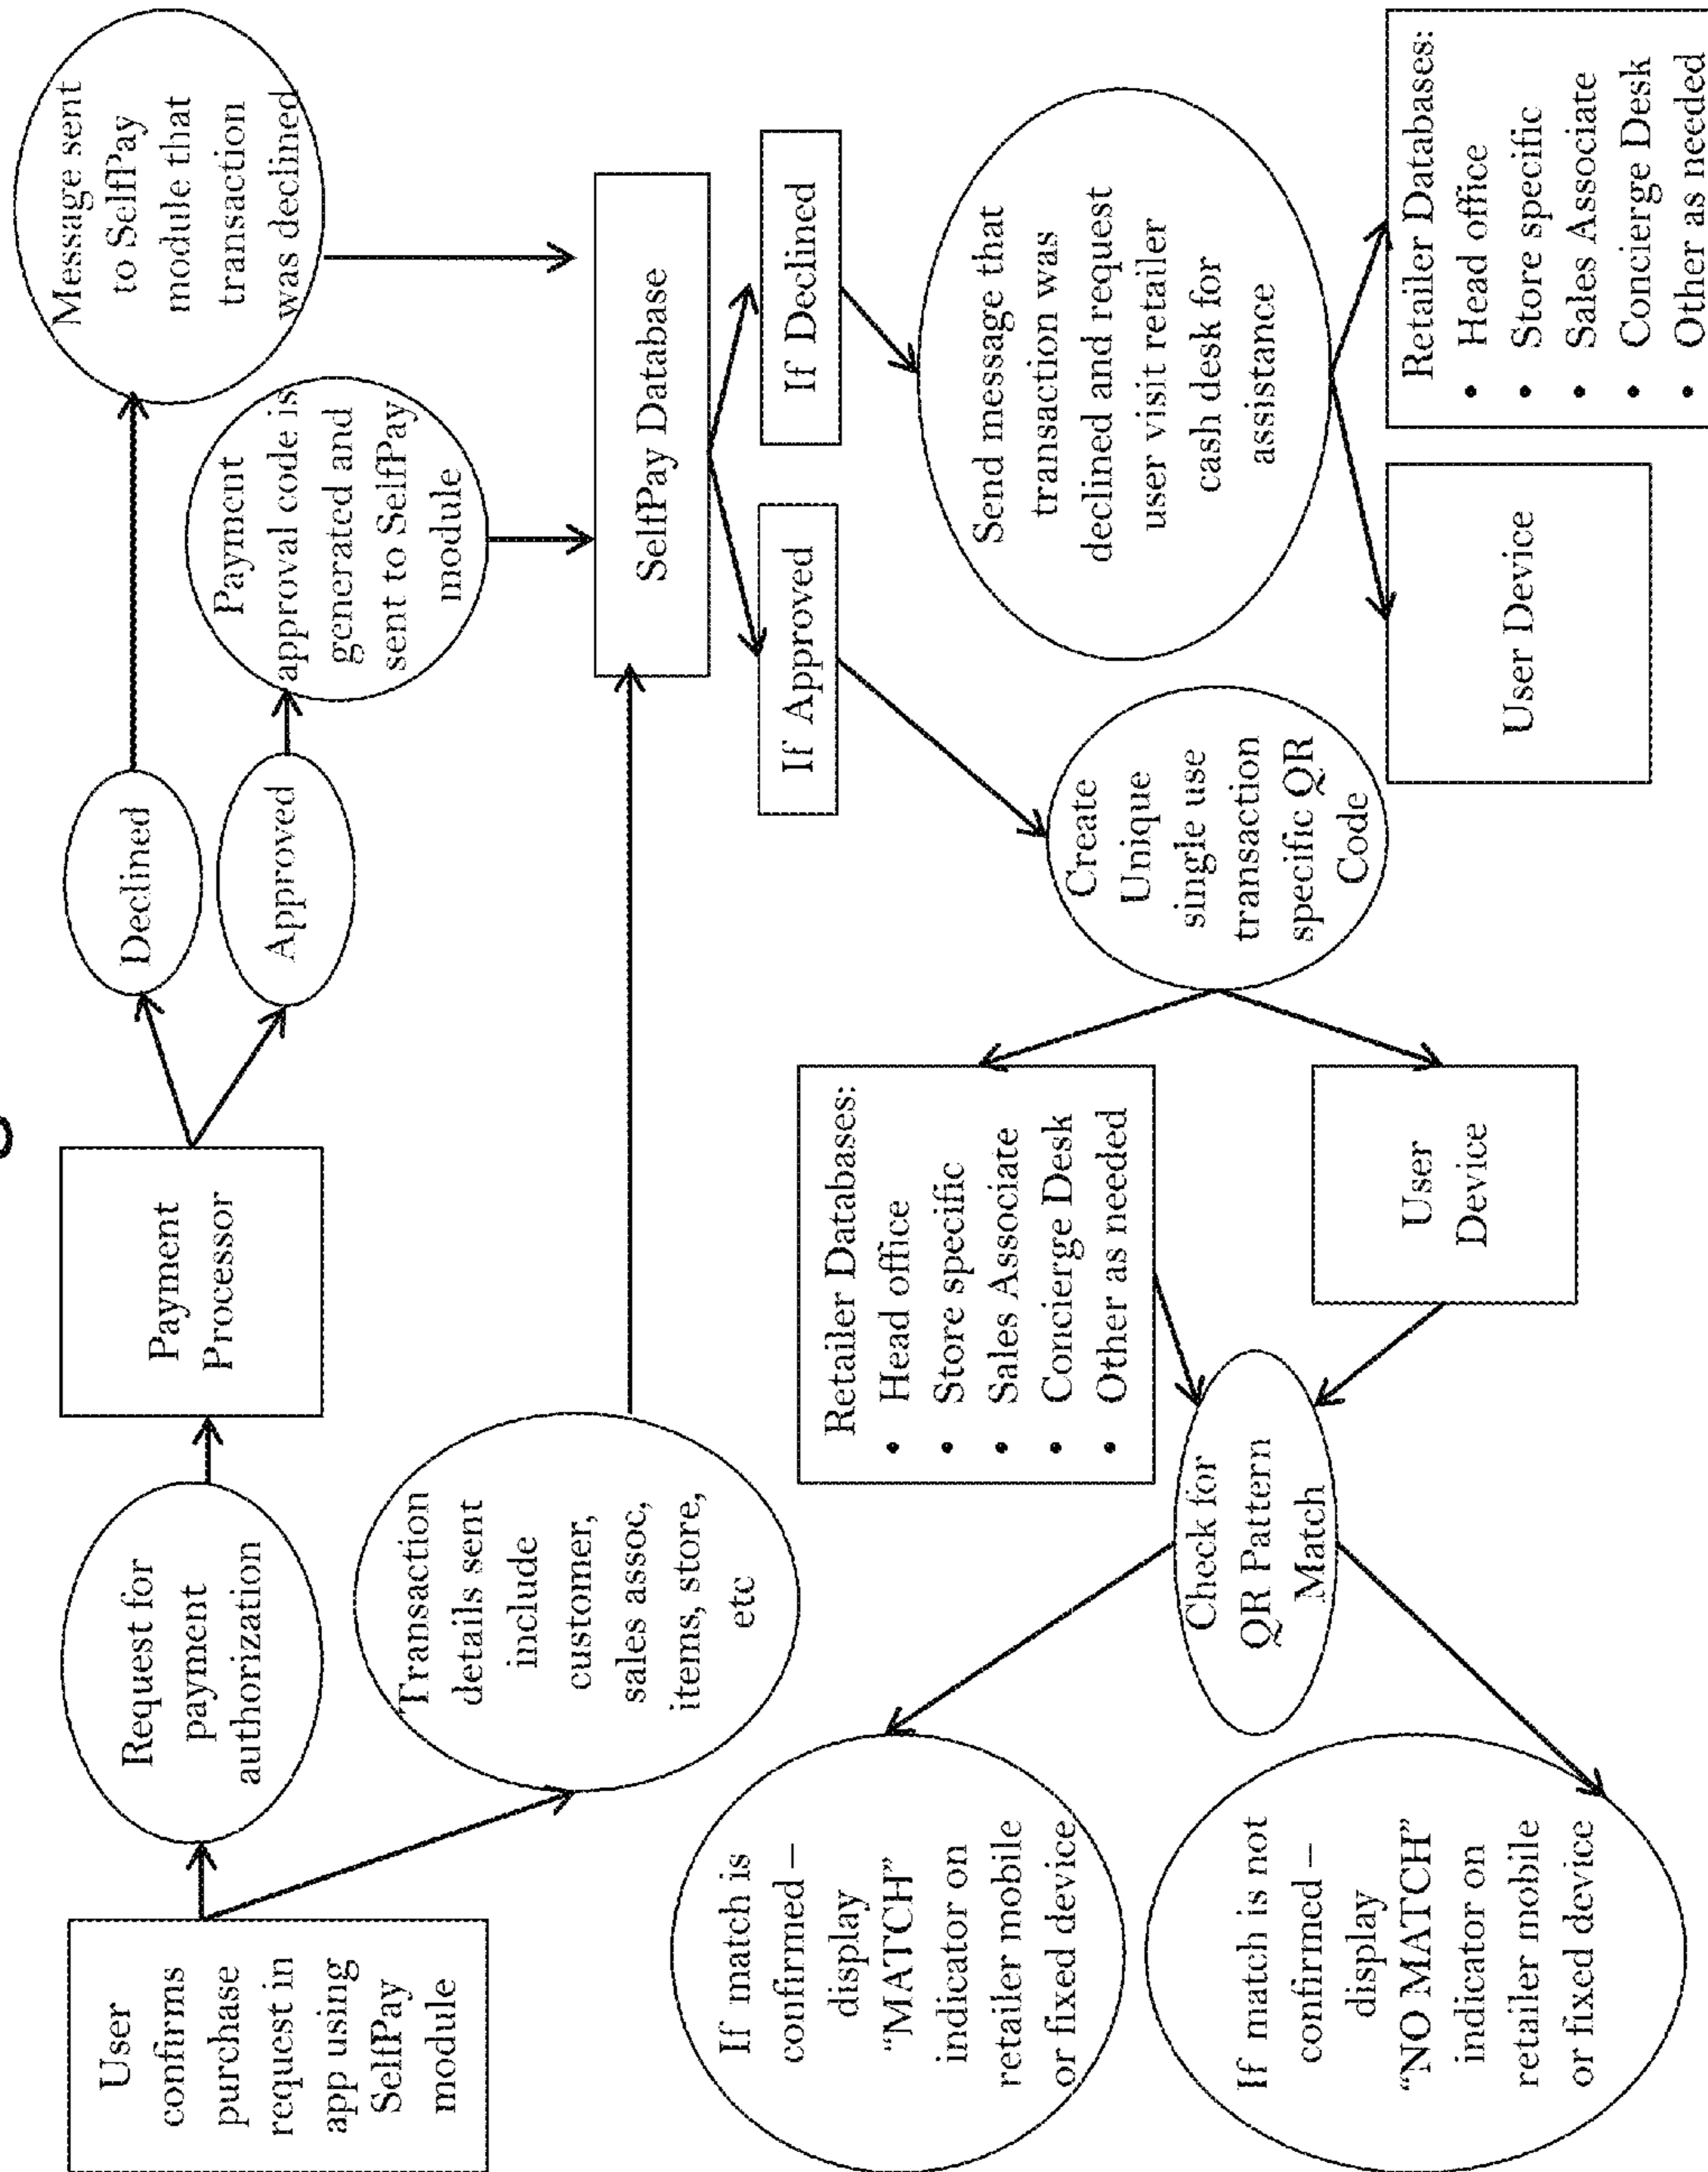 User
confirms
purchase
request in
app using
SelfPay
module
Request for
payment
authorization
Payment
Processor
Declined
Approved
Message sent
to SelfPay
module that
transaction
was declined
Payment
approval code is
generated and
sent to SelfPay
module
Transaction
details sent
include
customer,
sales assoc,
items, store,
etc
SelfPay Database
If Approved
If Declined
Create
Unique
single use
transaction
specific QR
Code
Send message that
transaction was
declined and request
user visit retailer
cash desk for
assistance
Retailer Databases:
• Head office
• Store specific
• Sales Associate
• Concierge Desk
• Other as needed
User
Device
Check for
QR Pattern
Match
If match is
confirmed –
display
“MATCH”
indicator on
retailer mobile
or fixed device
If match is not
confirmed –
display
“NO MATCH”
indicator on
retailer mobile
or fixed device
User Device
Retailer Databases:
• Head office
• Store specific
• Sales Associate
• Concierge Desk
• Other as needed